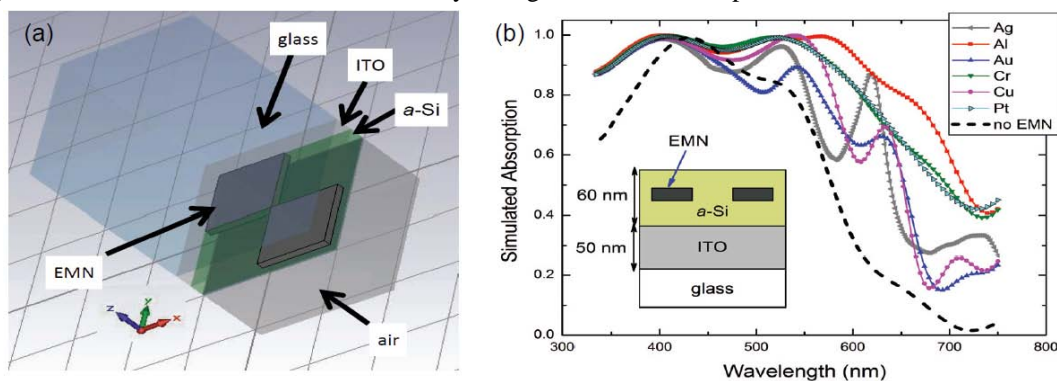 (a)
glass
ITO
a-Si
EMN
air
z y x
(b)
Simulated Absorption
1.0
0.8
0.6
0.4
0.2
0.0
Ag
Al
Au
Cr
Cu
Pt
no EMN
EMN
60 nm
a-Si
50 nm
ITO
glass
300 400 500 600 700 800
Wavelength (nm)